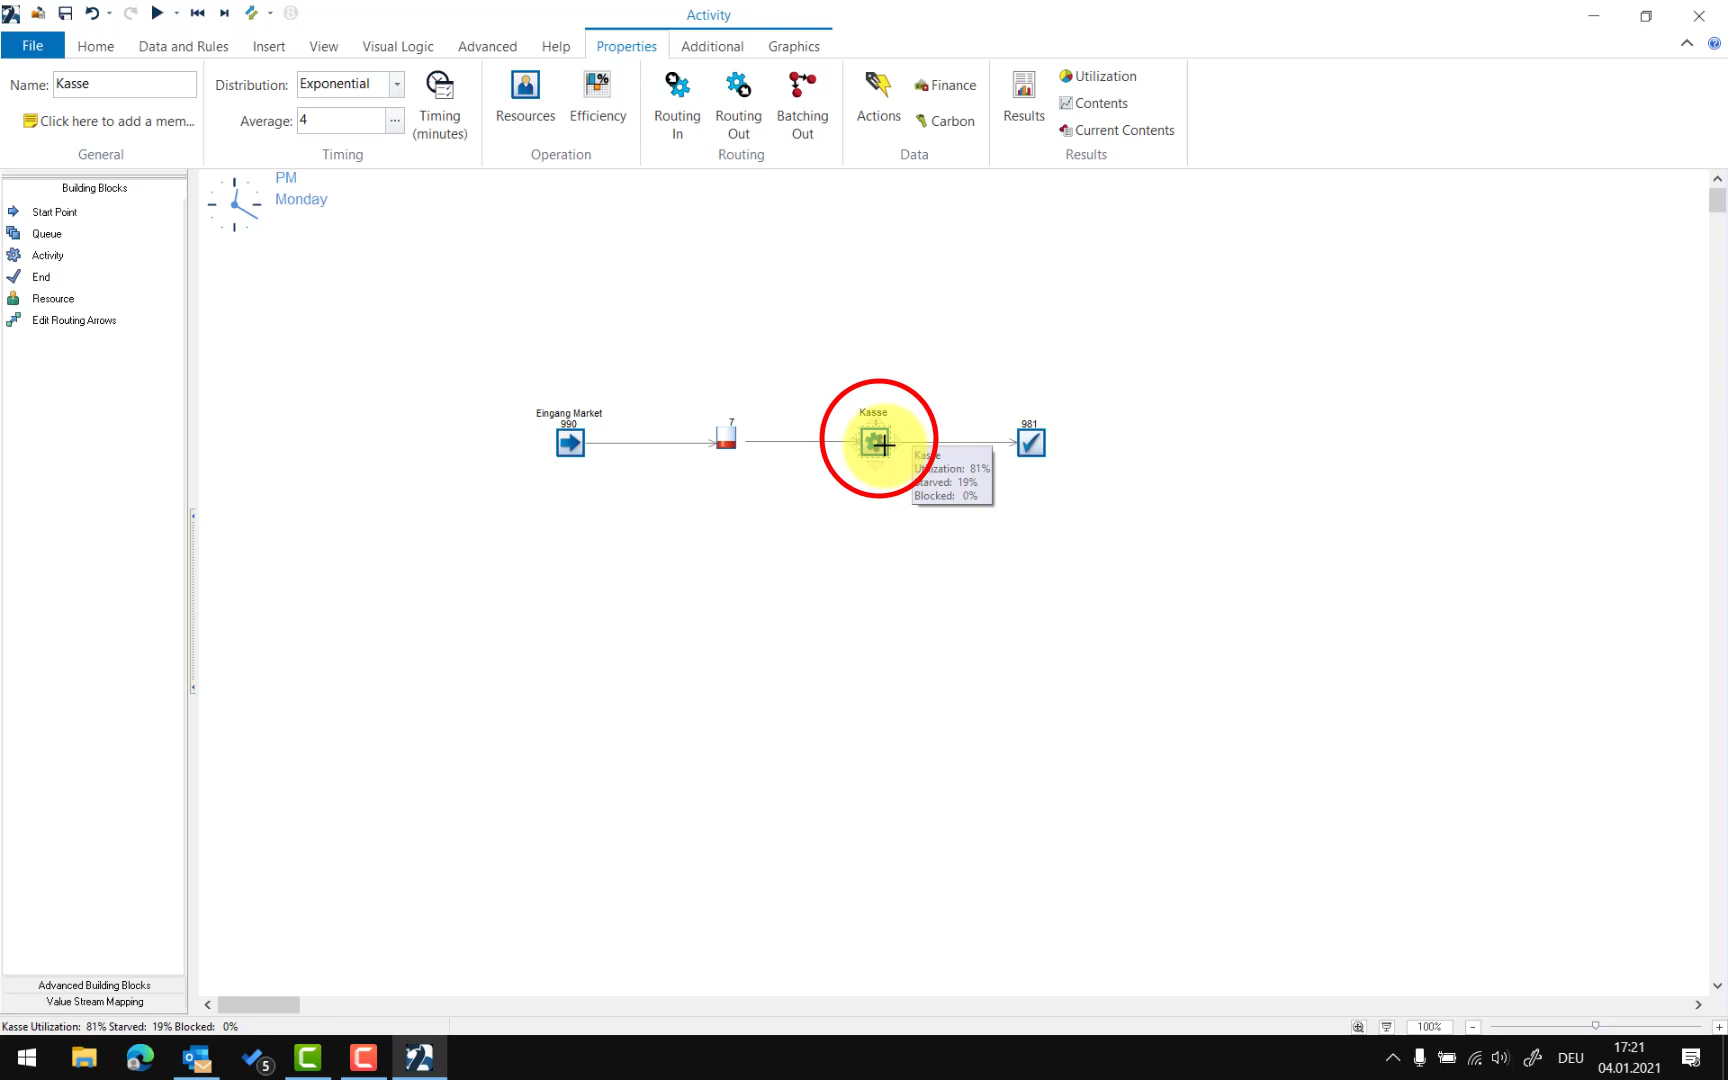 Activity
File Home Data and Rules Insert View Visual Logic Advanced Help Properties Additional Graphics
Name: Kasse
Click here to add a mem...
General
Distribution: Exponential
Average: 4 ...
Timing
(minutes)
Timing
Resources
Efficiency
Operation
Routing
In
Routing
Out
Batching
Out
Routing
Actions
Finance
Carbon
Data
Results
Utilization
Contents
Current Contents
Results
Building Blocks
Start Point
Queue
Activity
End
Resource
Edit Routing Arrows
PM
Monday
Eingang Market
990
7
Kasse
1
981
Kasse
Utilization: 81%
Starved: 19%
Blocked: 0%
Advanced Building Blocks
Value Stream Mapping
Kasse Utilization: 81% Starved: 19% Blocked: 0%
100%
5
DEU
17:21
04.01.2021